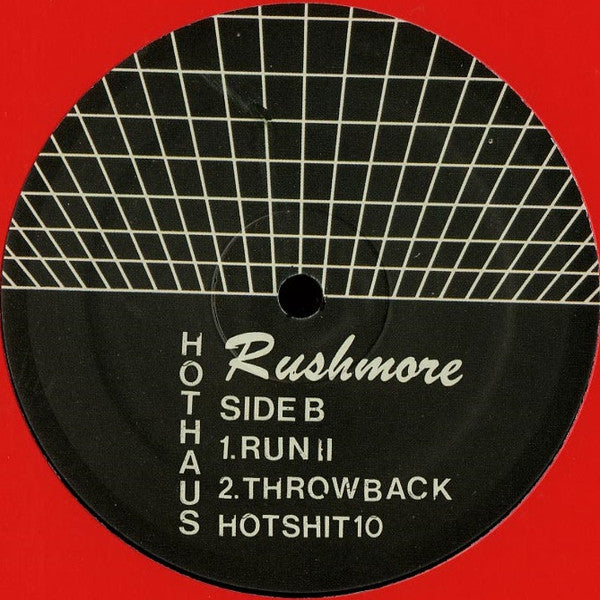 HOTHAUS
Rushmore
SIDE B
1.RUN II
2.THROWBACK
HOTSHIT10